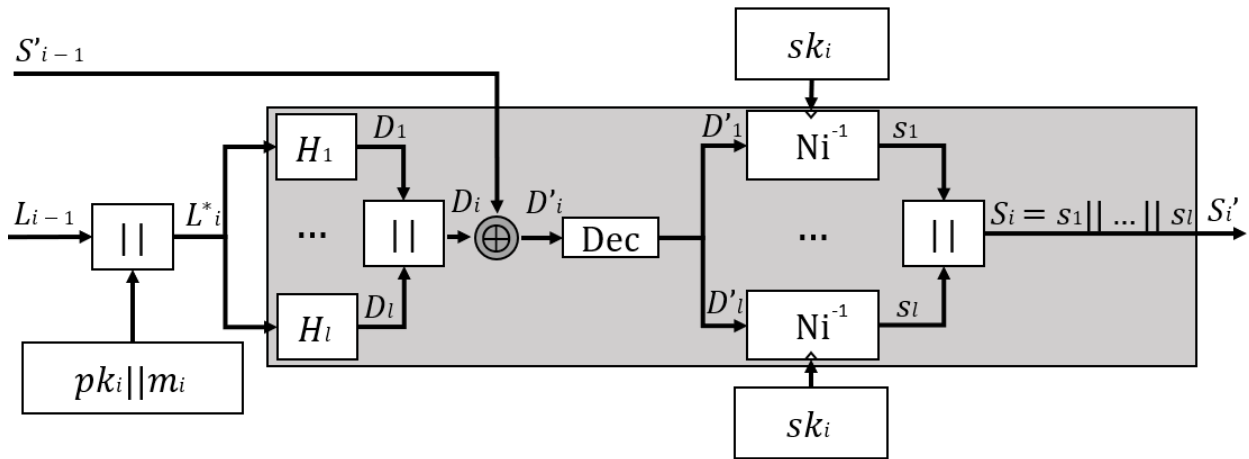 S'i-1
ski
H1
D1
D'1
Ni-1
s1
Li-1
||
L*i
...
||
Di
⊕
D'i
Dec
...
||
Si = s1|| ... || sl
Si'
Hl
Dl
D'l
Ni-1
sl
pki||mi
ski